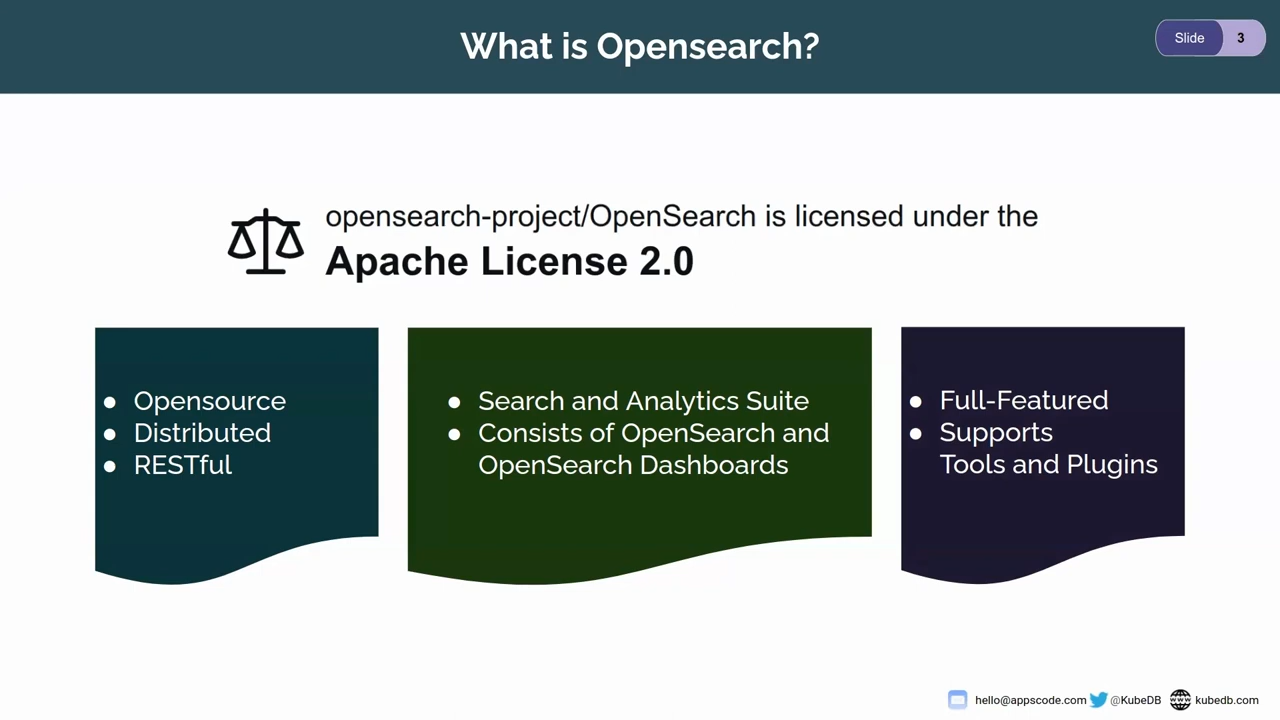 What is Opensearch?
Slide 3
opensearch-project/OpenSearch is licensed under the
Apache License 2.0
● Opensource
● Distributed
● RESTful
● Search and Analytics Suite
● Consists of OpenSearch and
OpenSearch Dashboards
● Full-Featured
● Supports
Tools and Plugins
hello@appscode.com @KubeDB www kubedb.com